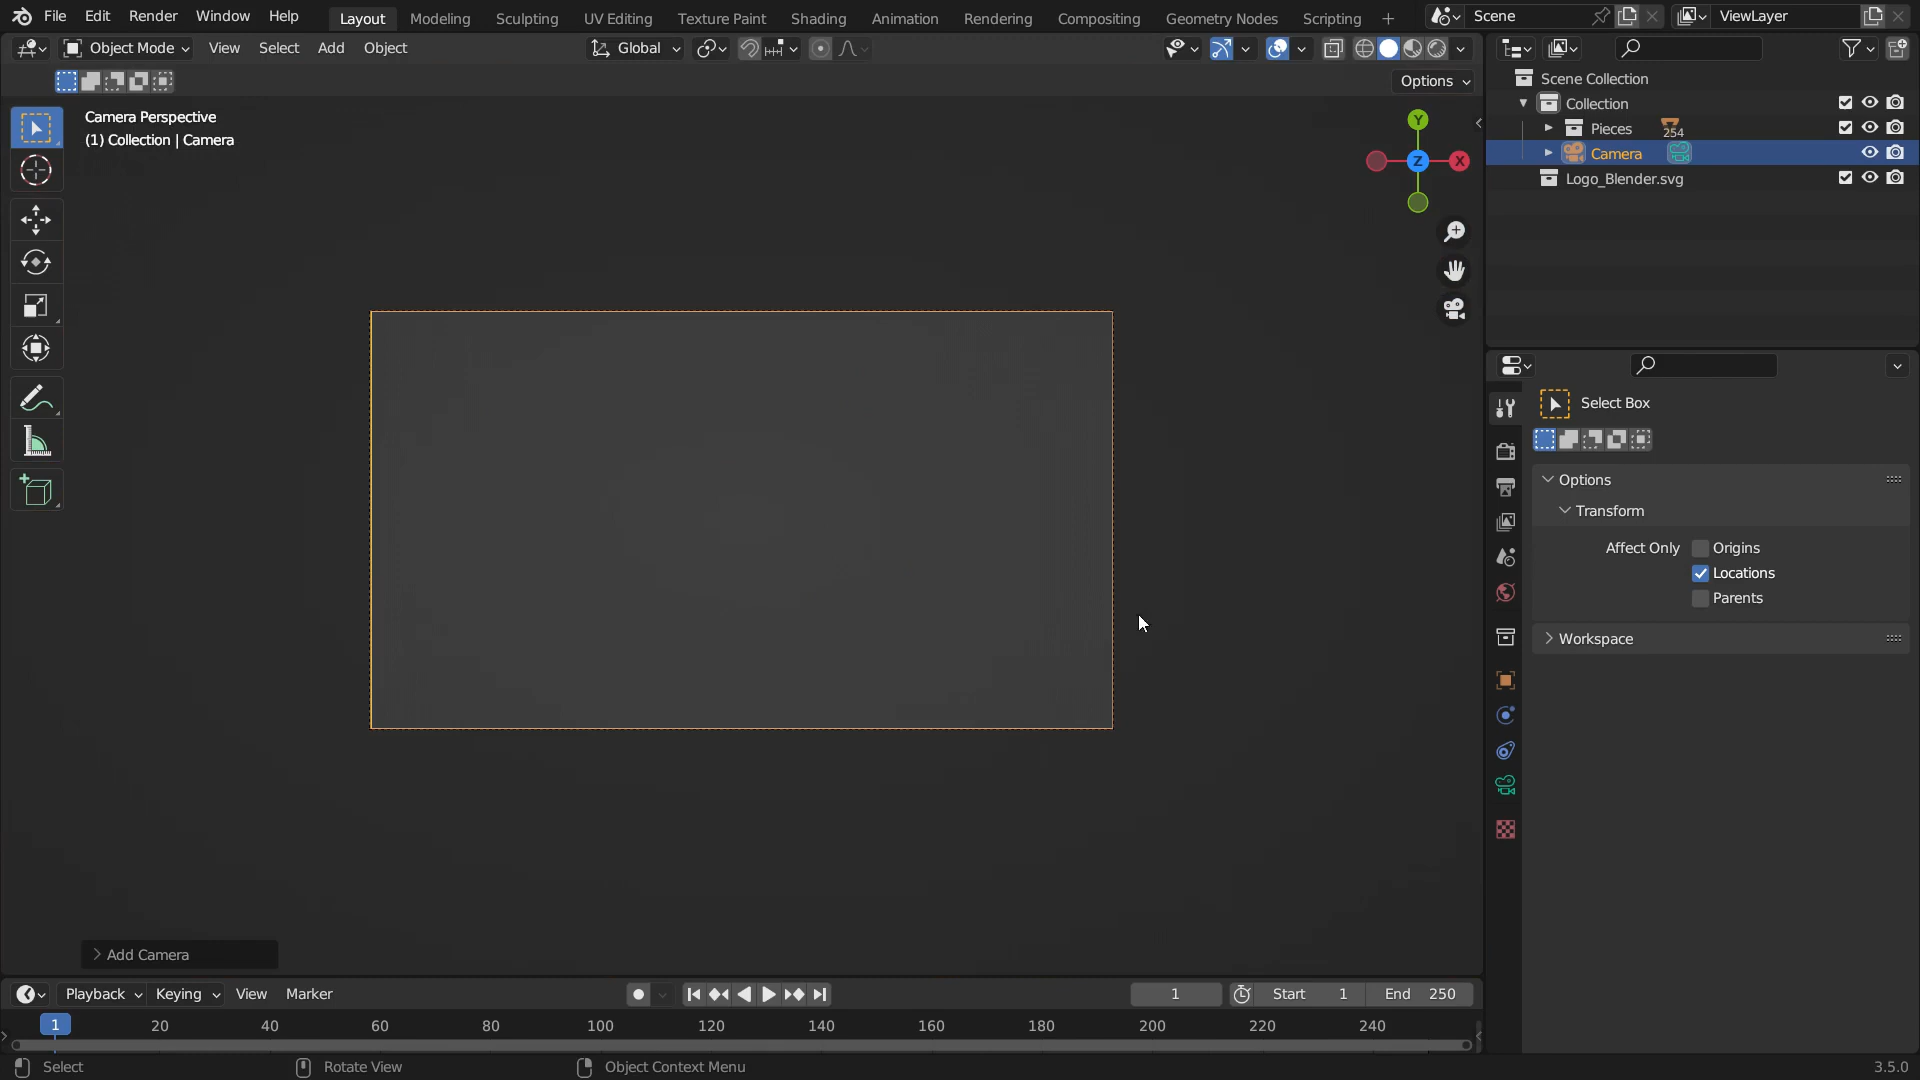 File Edit Render Window Help
Layout Modeling Sculpting UV Editing Texture Paint Shading Animation Rendering Compositing Geometry Nodes Scripting
Scene
ViewLayer
Object Mode View Select Add Object
Global
Options
Camera Perspective
(1) Collection | Camera
Y
X
Z
Scene Collection
Collection
Pieces 254
Camera
Logo_Blender.svg
Select Box
Options
Transform
Affect Only Origins
Locations
Parents
Workspace
Add Camera
Playback Keying View Marker
1
Start 1
End 250
1 20 40 60 80 100 120 140 160 180 200 220 240
Select
Rotate View
Object Context Menu
3.5.0